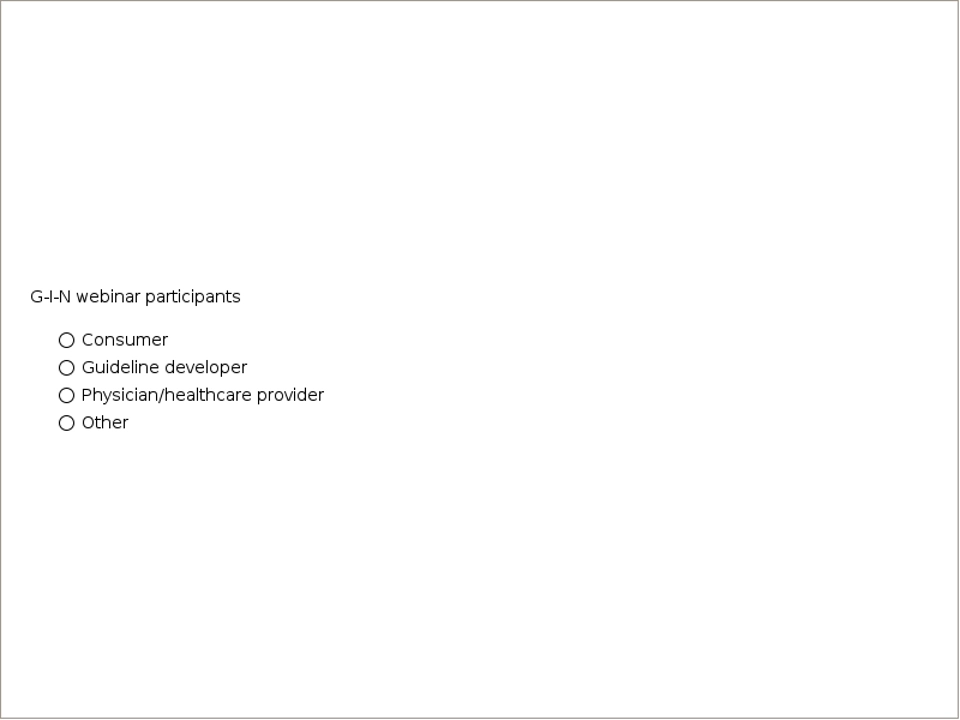 G-I-N webinar participants
Consumer
Guideline developer
Physician/healthcare provider
Other